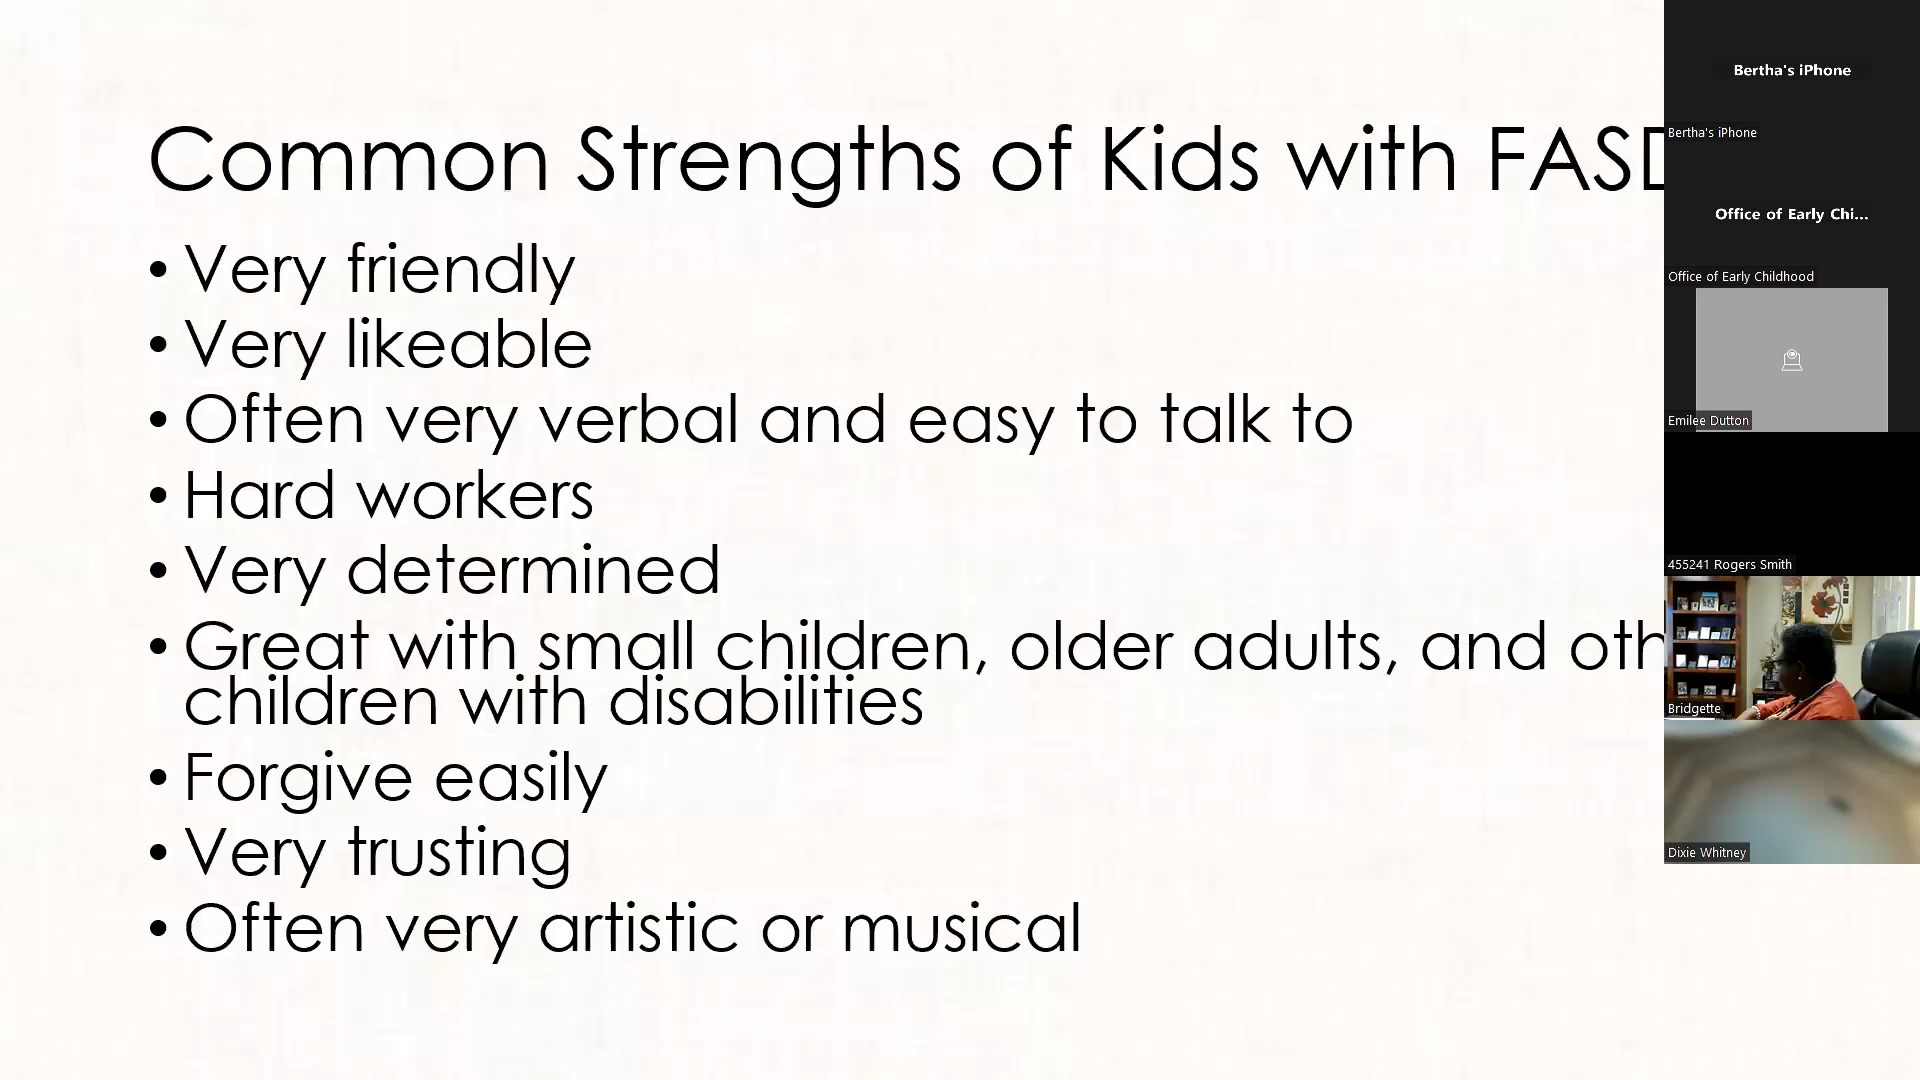 Common Strengths of Kids with FASD
• Very friendly
• Very likeable
• Often very verbal and easy to talk to
• Hard workers
• Very determined
• Great with small children, older adults, and oth
children with disabilities
• Forgive easily
• Very trusting
• Often very artistic or musical
Bertha's iPhone
Bertha's iPhone
Office of Early Chi...
Office of Early Childhood
Emilee Dutton
455241 Rogers Smith
Bridgette
Dixie Whitney